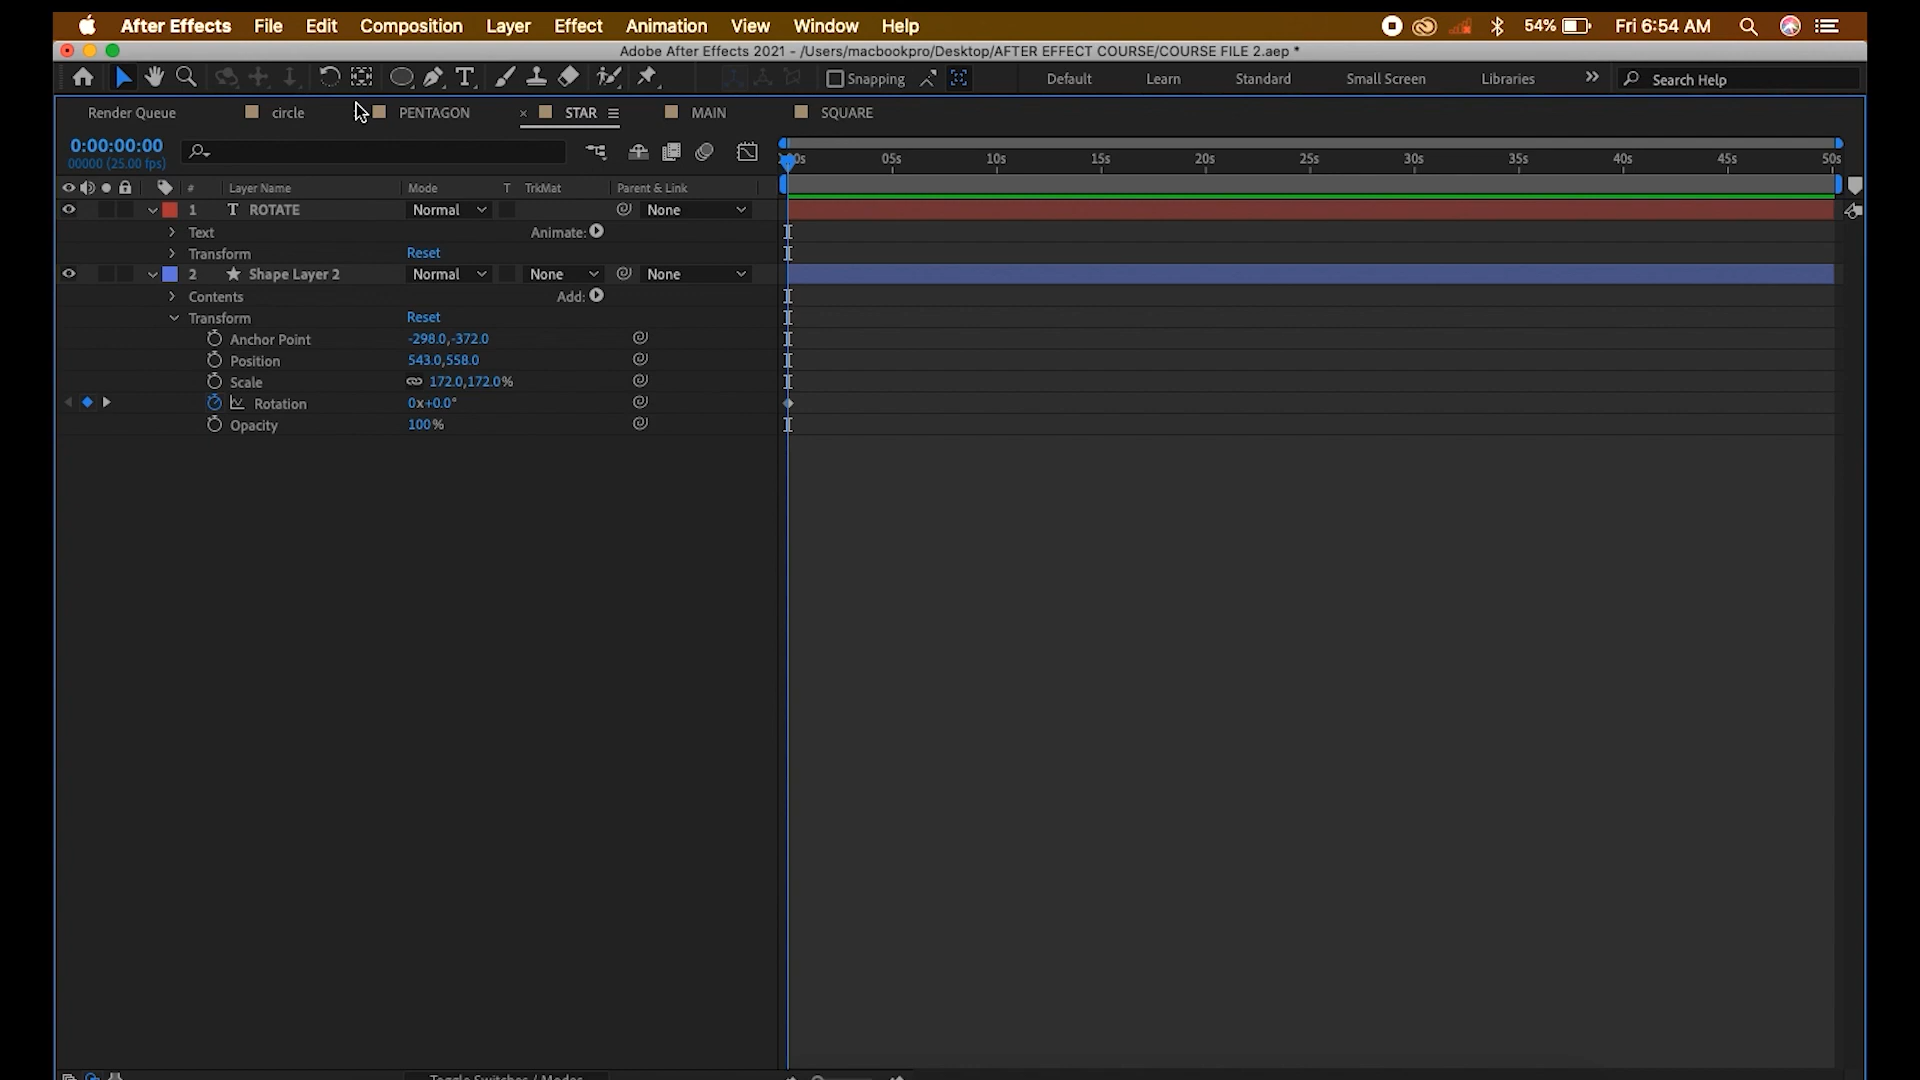 After Effects File Edit Composition Layer Effect Animation View Window Help 54% Fri 6:54 AM
Adobe After Effects 2021 - /Users/macbookpro/Desktop/AFTER EFFECT COURSE/COURSE FILE 2.aep *
Snapping Default Learn Standard Small Screen Libraries Search Help
Render Queue circle PENTAGON STAR MAIN SQUARE
0:00:00:00
00000 (25.00 fps)
05s 10s 15s 20s 25s 30s 35s 40s 45s 50s
# Layer Name Mode T TrkMat Parent & Link
1 T ROTATE Normal None
Text Animate:
Transform Reset
2 Shape Layer 2 Normal None None
Contents Add:
Transform Reset
Anchor Point -298.0,-372.0
Position 543.0,558.0
Scale 172.0,172.0%
Rotation 0x+0.0°
Opacity 100%
Toggle Switches / Modes